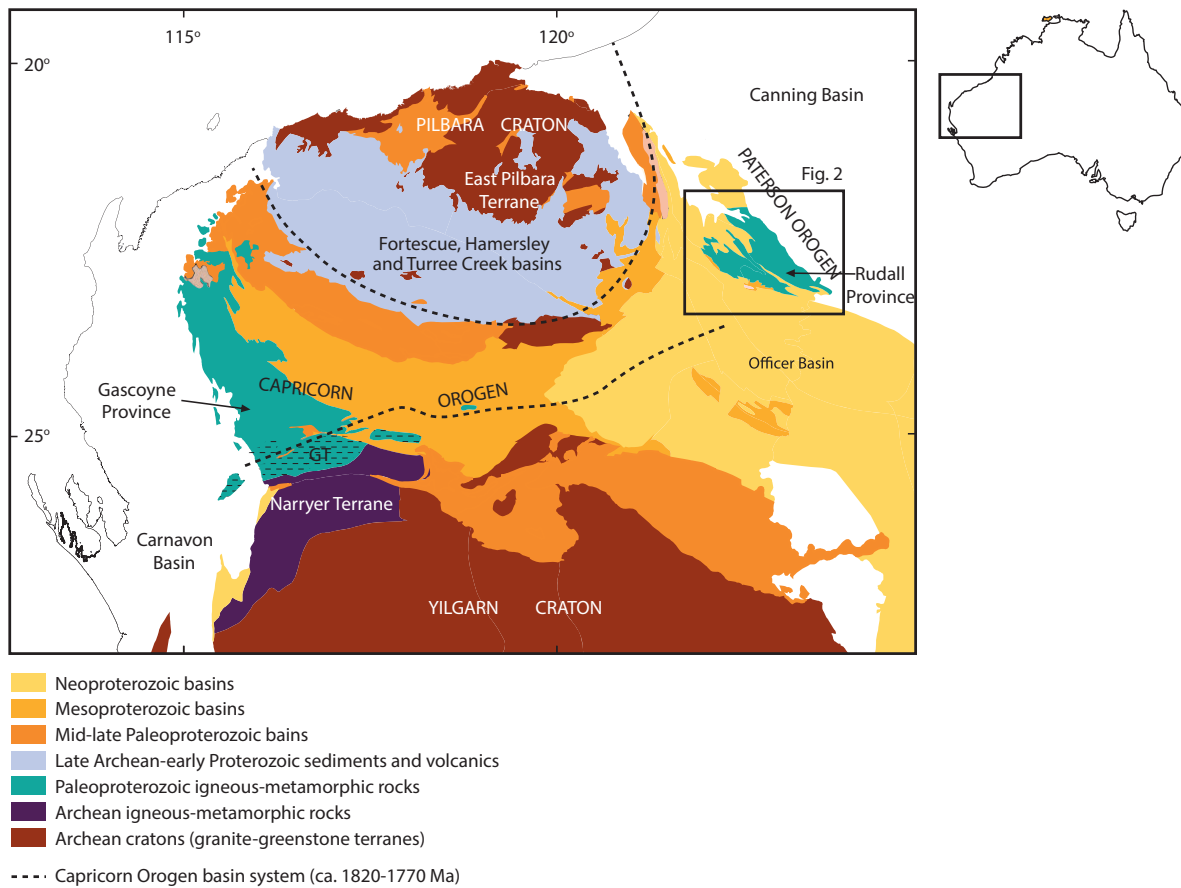 115°
120°
20°
Canning Basin
PILBARA CRATON
PATERSON OROGEN
Fig. 2
East Pilbara
Terrane
Fortescue, Hamersley
and Turree Creek basins
Rudall
Province
Officer Basin
CAPRICORN
OROGEN
Gascoyne
Province
25°
GT
Narryer Terrane
Carnavon
Basin
YILGARN CRATON
Neoproterozoic basins
Mesoproterozoic basins
Mid-late Paleoproterozoic bains
Late Archean-early Proterozoic sediments and volcanics
Paleoproterozoic igneous-metamorphic rocks
Archean igneous-metamorphic rocks
Archean cratons (granite-greenstone terranes)
Capricorn Orogen basin system (ca. 1820-1770 Ma)